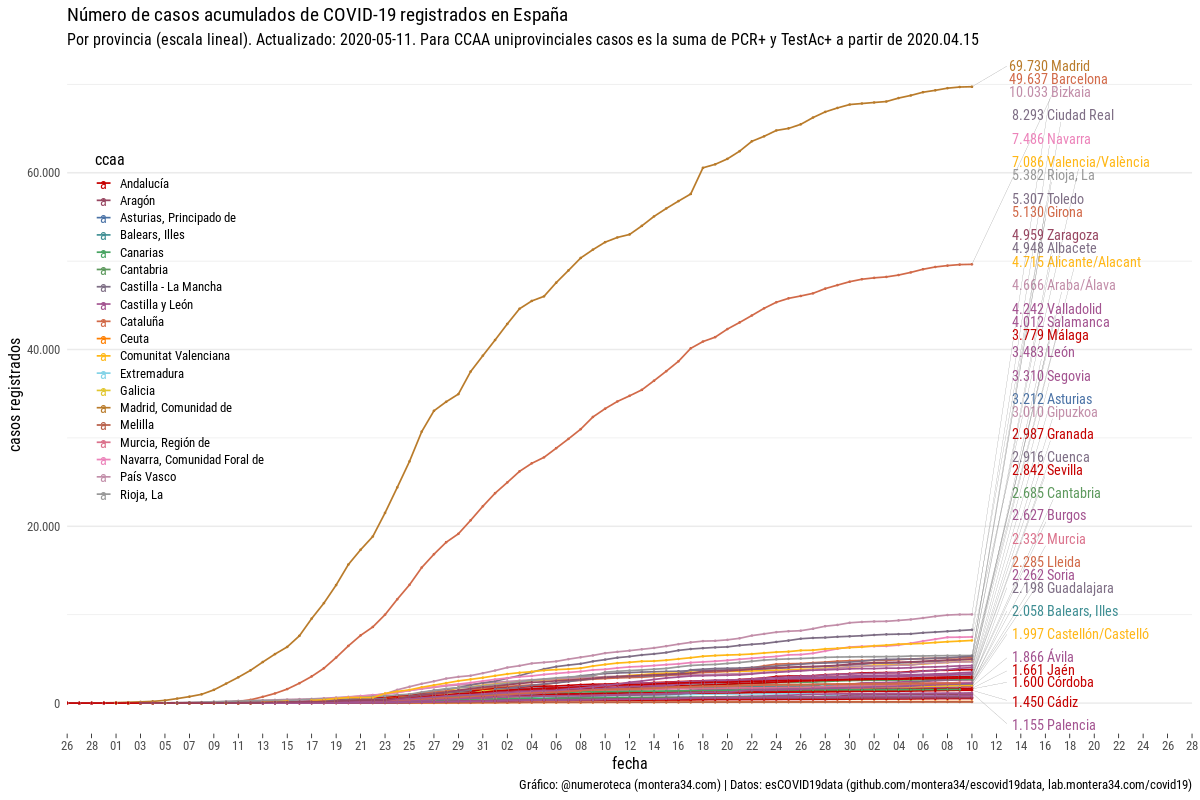 Número de casos acumulados de COVID-19 registrados en España
Por provincia (escala lineal). Actualizado: 2020-05-11. Para CCAA uniprovinciales casos es la suma de PCR+ y TestAc+ a partir de 2020.04.15
casos registrados
60.000
40.000
20.000
0
ccaa
Andalucía
Aragón
Asturias, Principado de
Balears, Illes
Canarias
Cantabria
Castilla - La Mancha
Castilla y León
Cataluña
Ceuta
Comunitat Valenciana
Extremadura
Galicia
Madrid, Comunidad de
Melilla
Murcia, Región de
Navarra, Comunidad Foral de
País Vasco
Rioja, La
69.730 Madrid
49.637 Barcelona
10.033 Bizkaia
8.293 Ciudad Real
7.486 Navarra
7.086 Valencia/València
5.382 Rioja, La
5.307 Toledo
5.130 Girona
4.959 Zaragoza
4.948 Albacete
4.715 Alicante/Alacant
4.666 Araba/Álava
4.242 Valladolid
4.012 Salamanca
3.779 Málaga
3.483 León
3.310 Segovia
3.212 Asturias
3.010 Gipuzkoa
2.987 Granada
2.916 Cuenca
2.842 Sevilla
2.685 Cantabria
2.627 Burgos
2.332 Murcia
2.285 Lleida
2.262 Soria
2.198 Guadalajara
2.058 Balears, Illes
1.997 Castellón/Castelló
1.866 Ávila
1.661 Jaén
1.600 Córdoba
1.450 Cádiz
1.155 Palencia
26 28 01 03 05 07 09 11 13 15 17 19 21 23 25 27 29 31 02 04 06 08 10 12 14 16 18 20 22 24 26 28 30 02 04 06 08 10 12 14 16 18 20 22 24 26 28
fecha
Gráfico: @numeroteca (montera34.com) | Datos: esCOVID19data (github.com/montera34/escovid19data, lab.montera34.com/covid19)